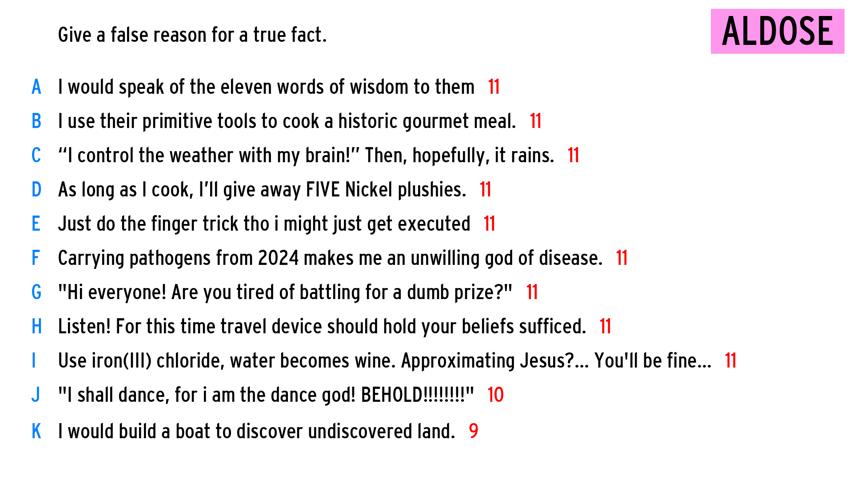 Give a false reason for a true fact.
ALDOSE
A I would speak of the eleven words of wisdom to them 11
B I use their primitive tools to cook a historic gourmet meal. 11
C “I control the weather with my brain!” Then, hopefully, it rains. 11
D As long as I cook, I’ll give away FIVE Nickel plushies. 11
E Just do the finger trick tho i might just get executed 11
F Carrying pathogens from 2024 makes me an unwilling god of disease. 11
G "Hi everyone! Are you tired of battling for a dumb prize?" 11
H Listen! For this time travel device should hold your beliefs sufficed. 11
I Use iron(III) chloride, water becomes wine. Approximating Jesus?... You'll be fine... 11
J "I shall dance, for i am the dance god! BEHOLD!!!!!!!!" 10
K I would build a boat to discover undiscovered land. 9